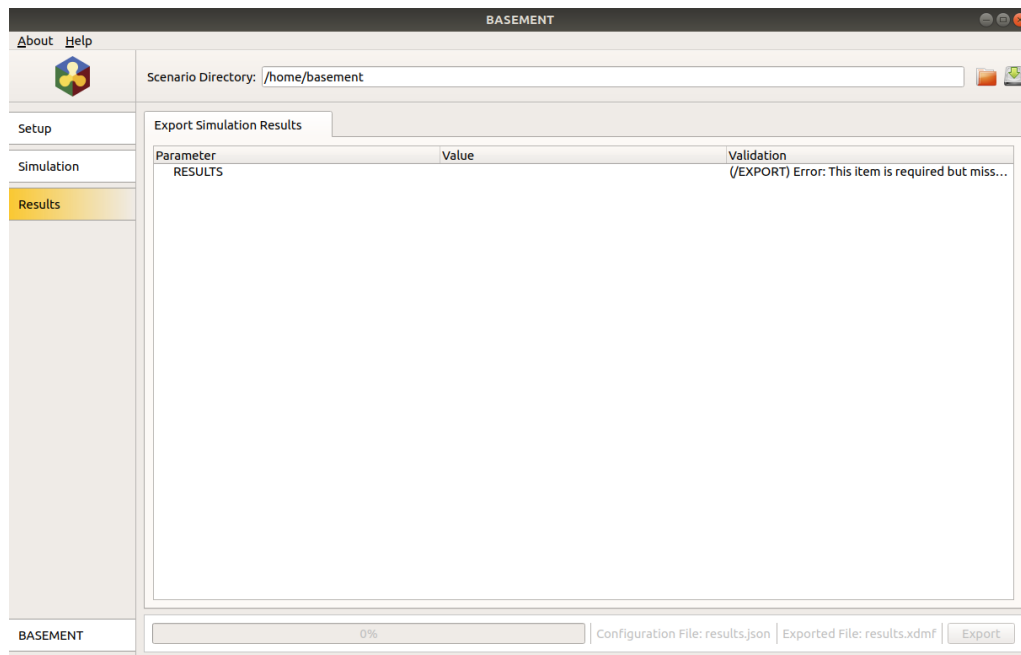 BASEMENT
About Help
Scenario Directory: /home/basement
Setup
Export Simulation Results
Parameter Value Validation
Simulation
RESULTS (/EXPORT) Error: This item is required but miss...
Results
BASEMENT
0% Configuration File: results.json Exported File: results.xdmf Export